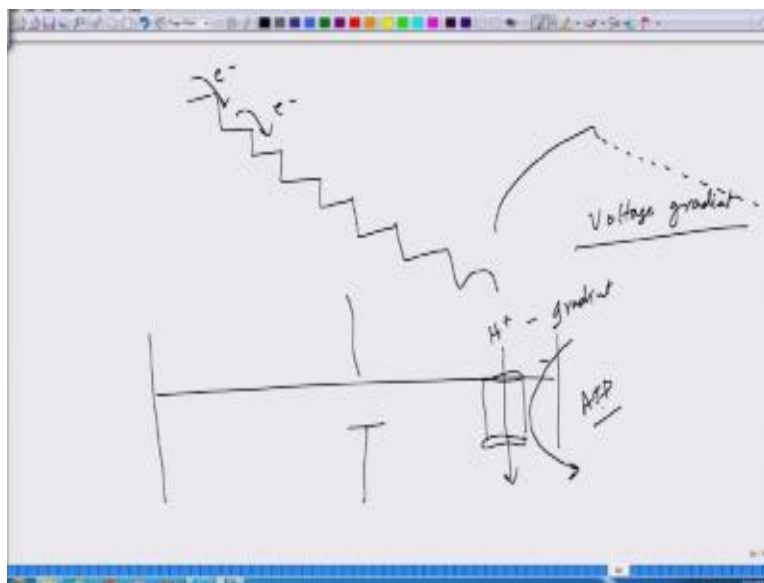 e-
e-
Voltage gradient
H+ - gradient
ATP